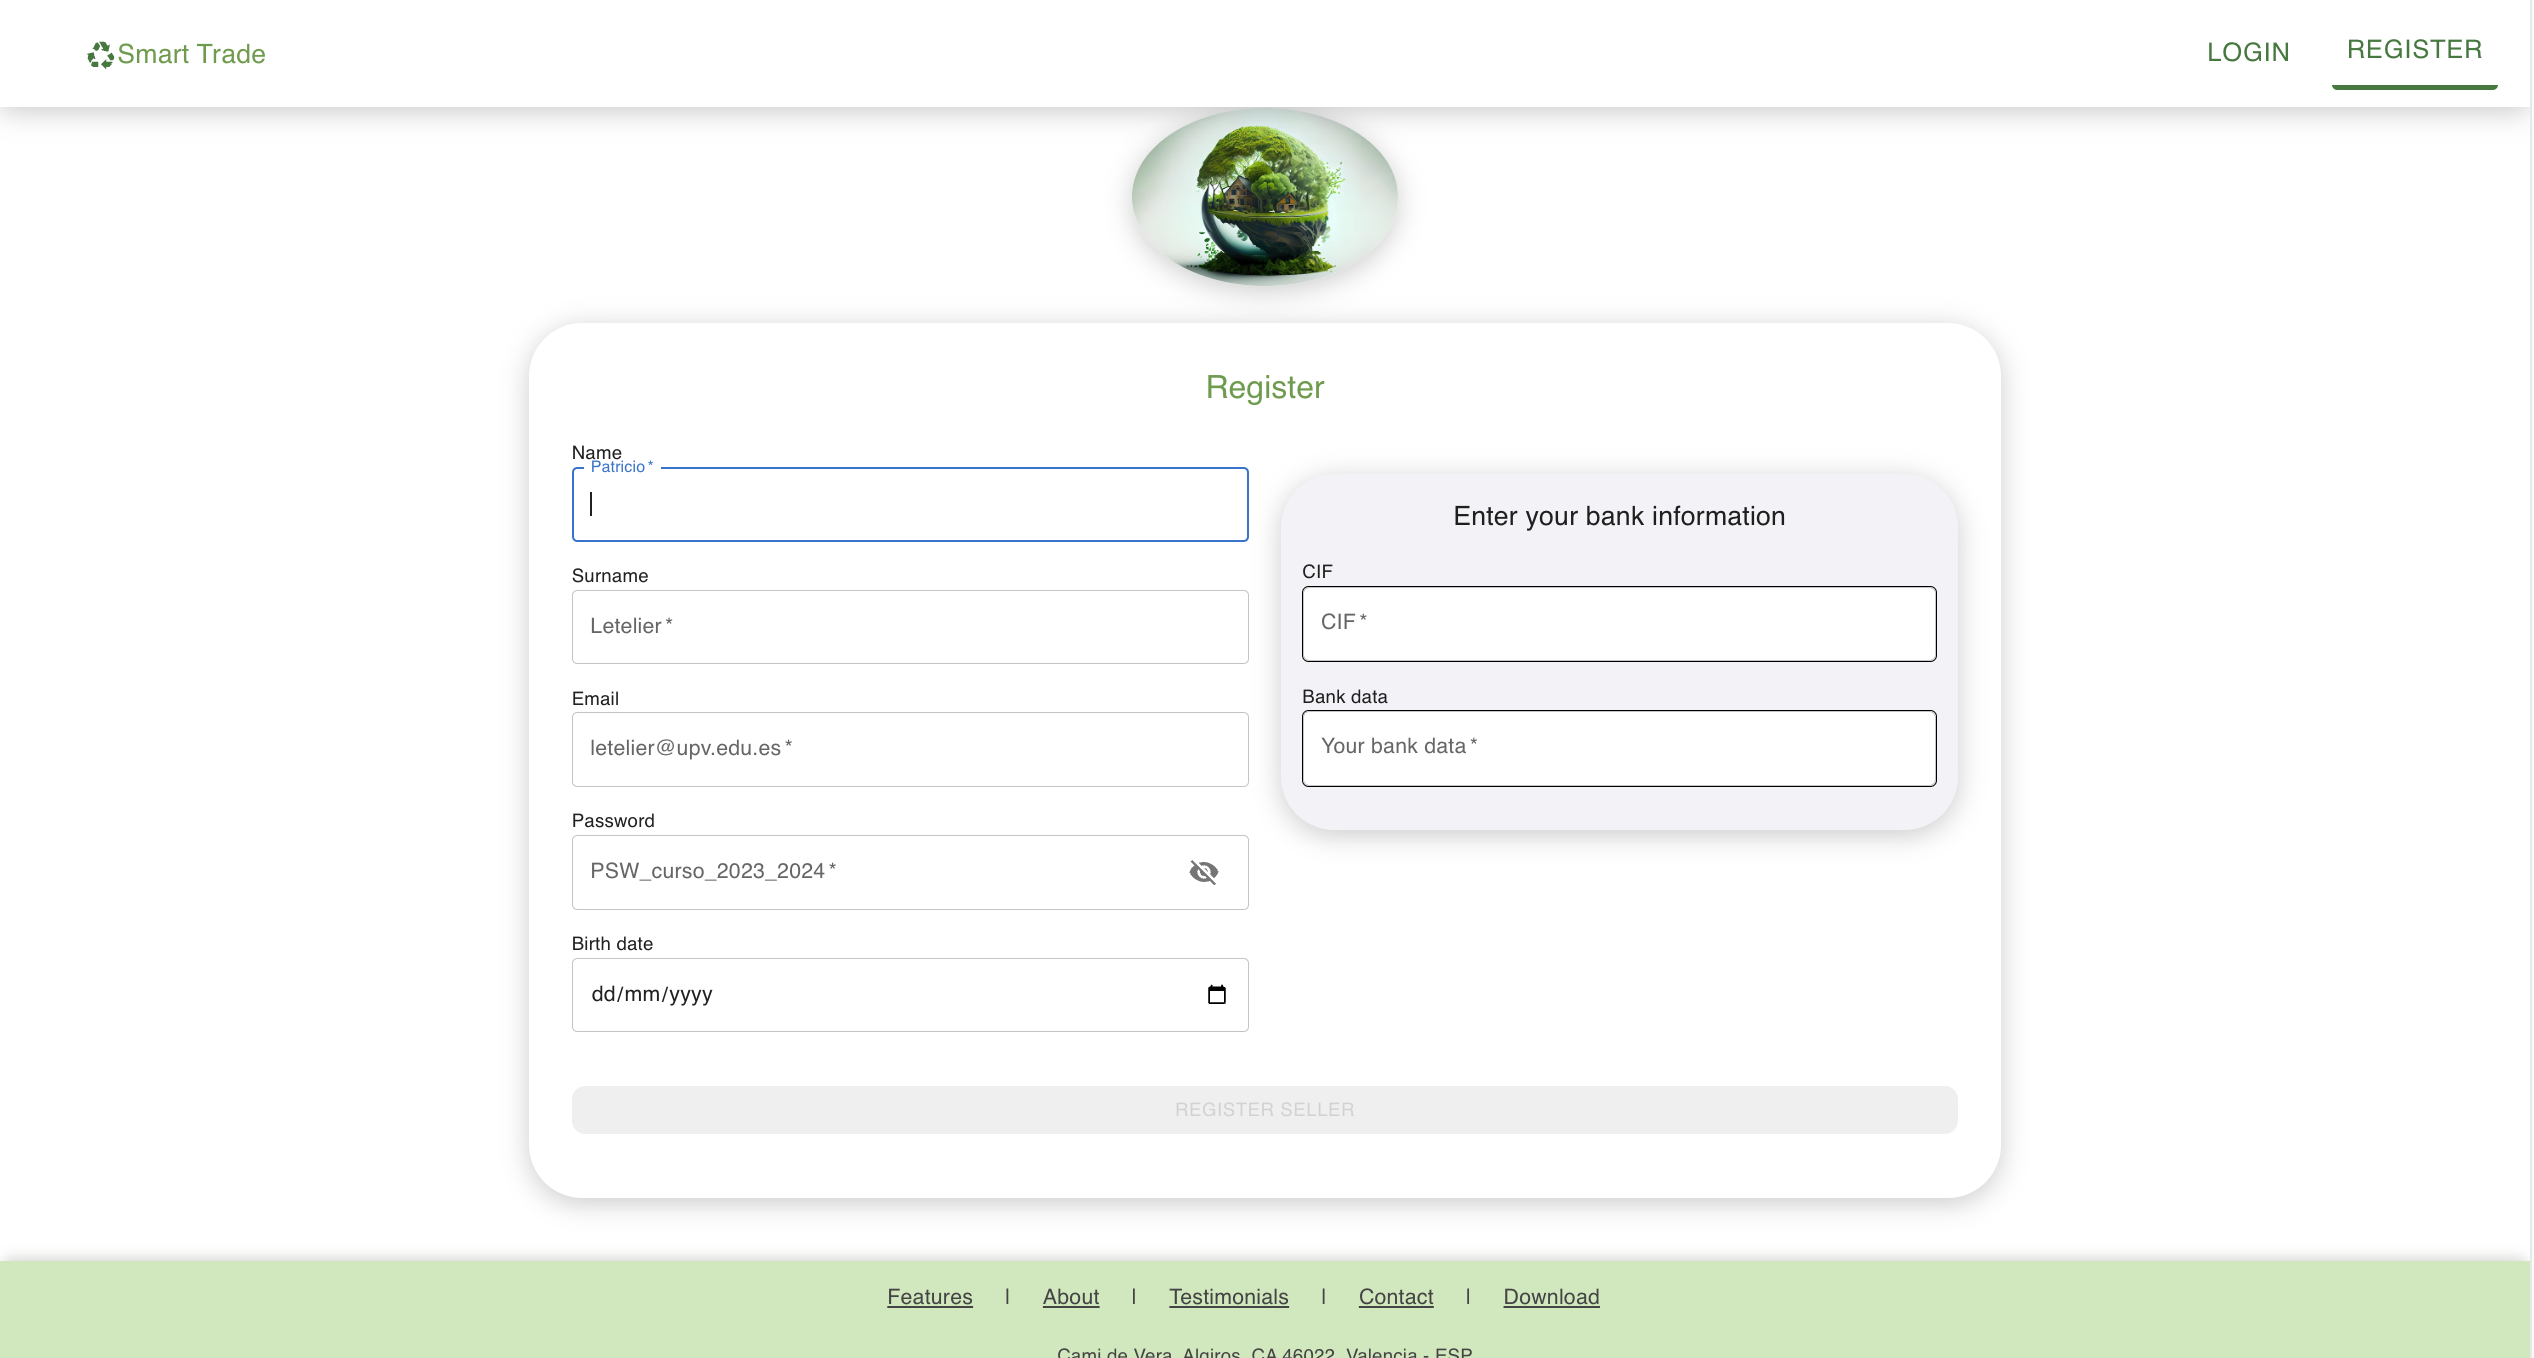 Smart Trade
LOGIN
REGISTER
Register
Name
Patricio *
Surname
Letelier *
Email
letelier@upv.edu.es *
Password
PSW_curso_2023_2024 *
Birth date
dd/mm/yyyy
Enter your bank information
CIF
CIF *
Bank data
Your bank data *
REGISTER SELLER
Features | About | Testimonials | Contact | Download
Cami de Vera, Algiros, CA 46022, Valencia - ESP